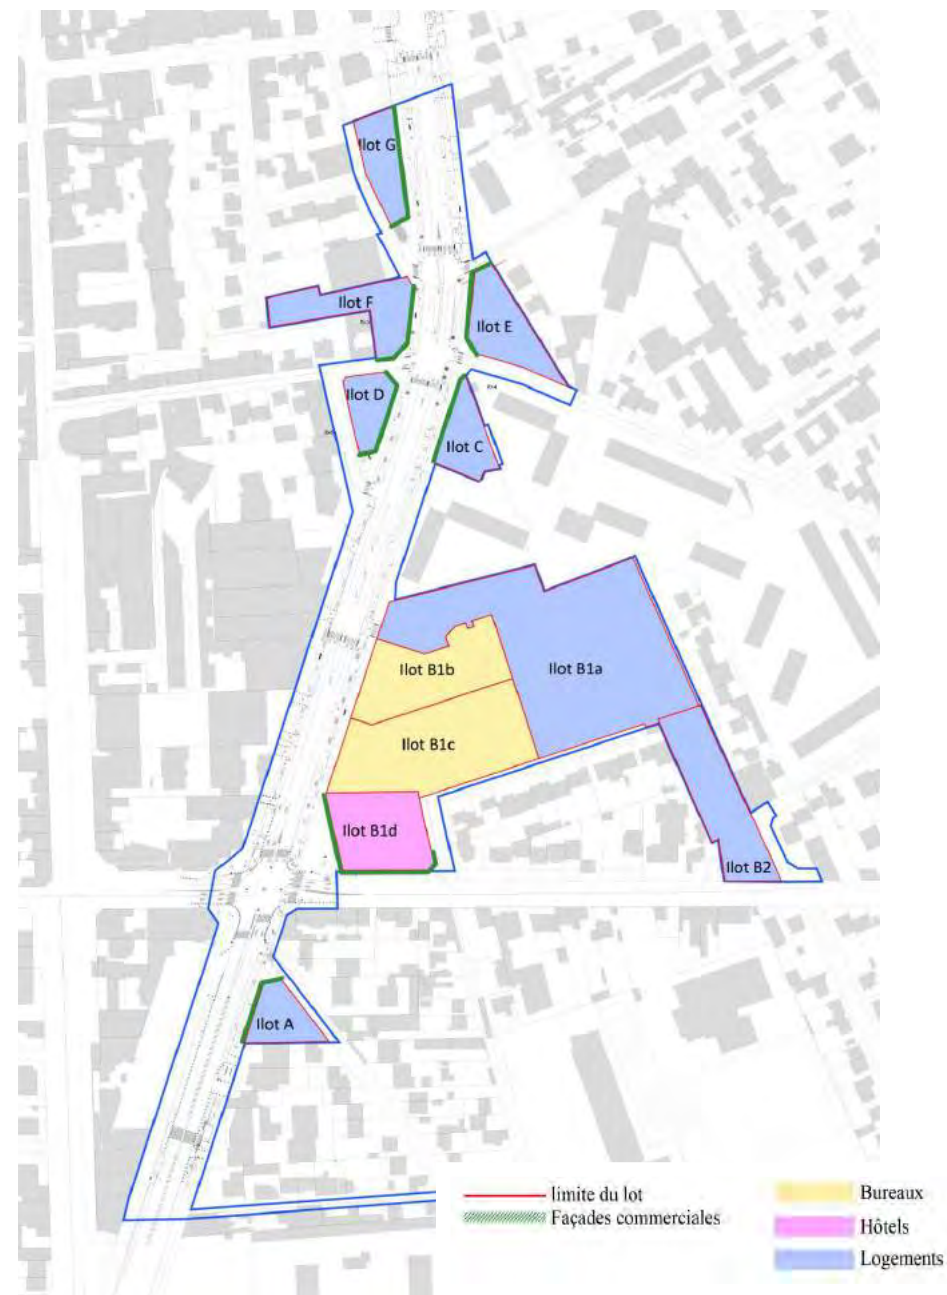 Ilot G
Ilot F
Ilot E
Ilot D
Ilot C
Ilot B1b
Ilot B1a
Ilot B1c
Ilot B1d
Ilot B2
Ilot A
limite du lot
Façades commerciales
Bureaux
Hôtels
Logements